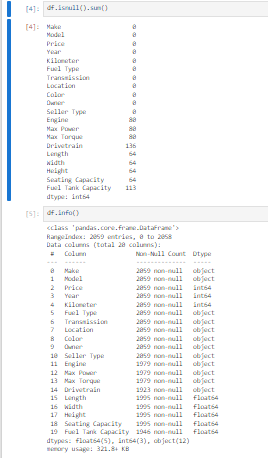 [4]: df.isnull().sum()
[4]: Make 0
Model 0
Price 0
Year 0
Kilometer 0
Fuel Type 0
Transmission 0
Location 0
Color 0
Owner 0
Seller Type 0
Engine 80
Max Power 80
Max Torque 80
Drivetrain 136
Length 64
Width 64
Height 64
Seating Capacity 64
Fuel Tank Capacity 113
dtype: int64
[5]: df.info()
<class 'pandas.core.frame.DataFrame'>
RangeIndex: 2059 entries, 0 to 2058
Data columns (total 20 columns):
# Column Non-Null Count Dtype
--- ------ -------------- -----
0 Make 2059 non-null object
1 Model 2059 non-null object
2 Price 2059 non-null int64
3 Year 2059 non-null int64
4 Kilometer 2059 non-null int64
5 Fuel Type 2059 non-null object
6 Transmission 2059 non-null object
7 Location 2059 non-null object
8 Color 2059 non-null object
9 Owner 2059 non-null object
10 Seller Type 2059 non-null object
11 Engine 1979 non-null object
12 Max Power 1979 non-null object
13 Max Torque 1979 non-null object
14 Drivetrain 1923 non-null object
15 Length 1995 non-null float64
16 Width 1995 non-null float64
17 Height 1995 non-null float64
18 Seating Capacity 1995 non-null float64
19 Fuel Tank Capacity 1946 non-null float64
dtypes: float64(5), int64(3), object(12)
memory usage: 321.8+ KB